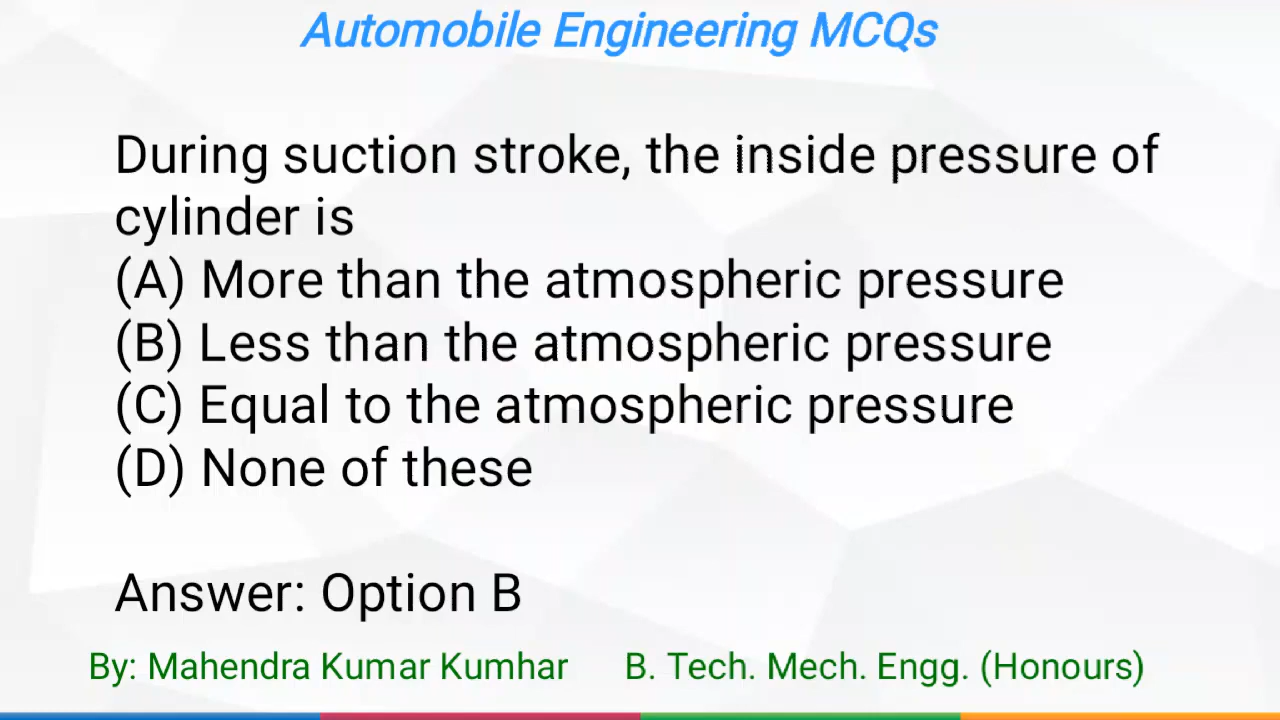 Automobile Engineering MCQs
During suction stroke, the inside pressure of
cylinder is
(A) More than the atmospheric pressure
(B) Less than the atmospheric pressure
(C) Equal to the atmospheric pressure
(D) None of these
Answer: Option B
By: Mahendra Kumar Kumhar B. Tech. Mech. Engg. (Honours)